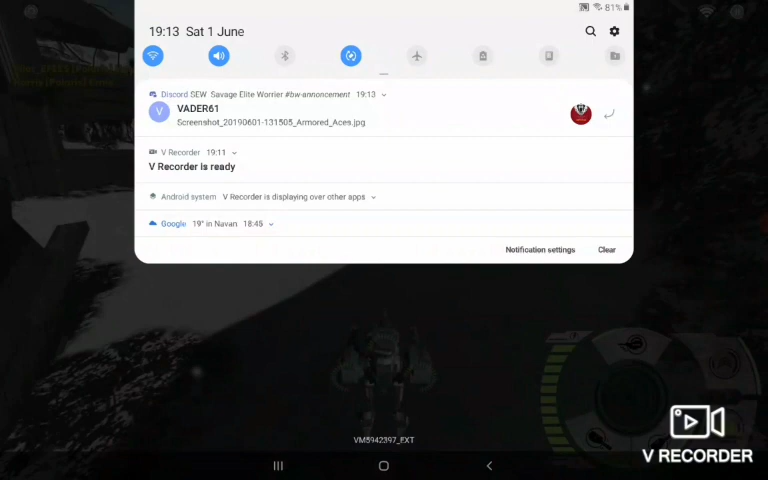 81%
19:13 Sat 1 June
Discord SEW Savage Elite Worrier #bw-annoncement 19:13
V
VADER61
Screenshot_20190601-131505_Armored_Aces.jpg
V Recorder 19:11
V Recorder is ready
Android system V Recorder is displaying over other apps
Google 19° in Navan 18:45
Notification settings Clear
VM5942397_EXT
V RECORDER